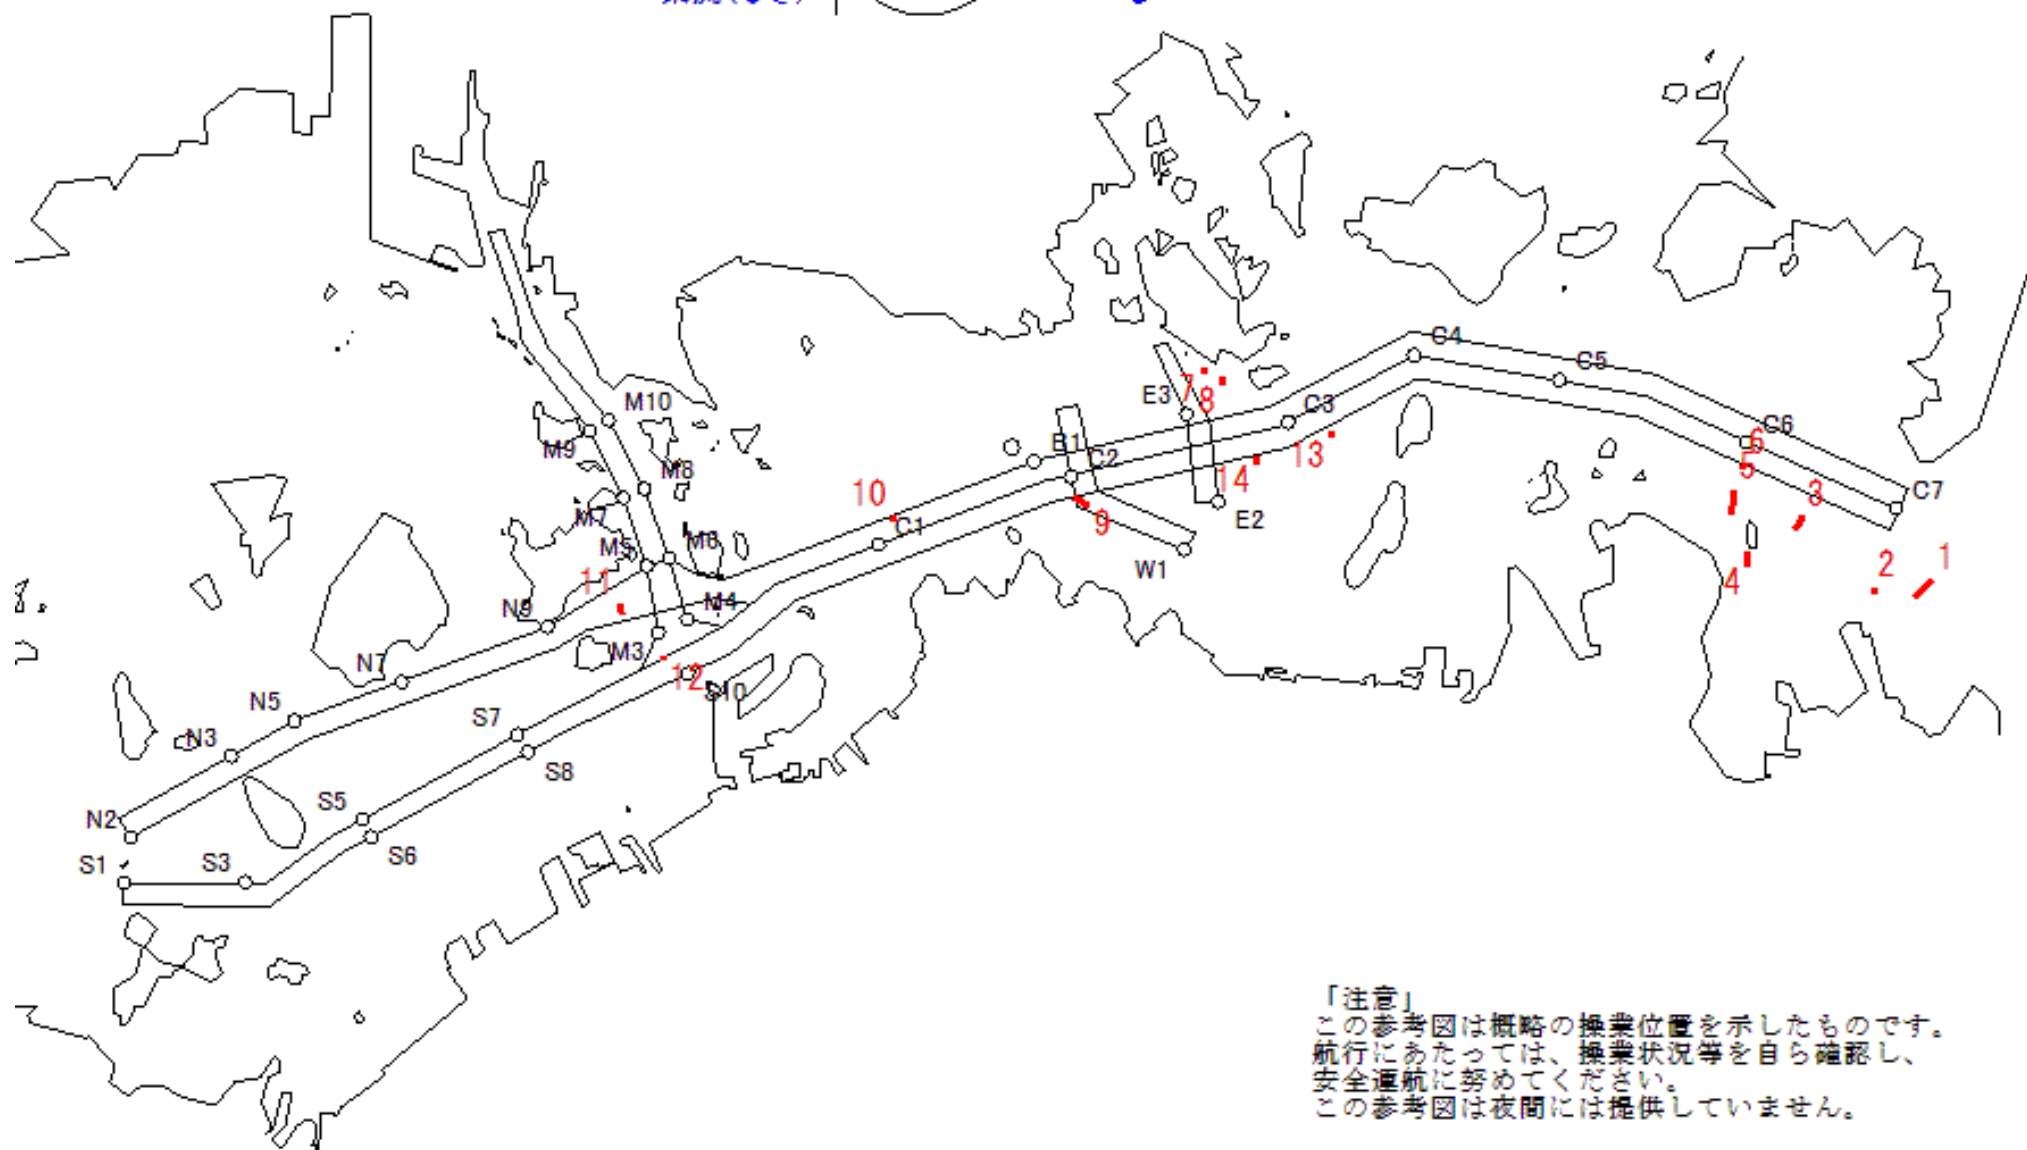 C4
C5
E3
7
8
C3
M10
C6
6
B1
13
M9
C2
5
M8
14
10
C7
3
M7
C1
9
E2
M5
M6
1
W1
2
11
4
N9
M4
M3
N7
12
S10
N5
S7
N3
S8
S5
N2
S6
S1
S3
「注意」
この参考図は概略の操業位置を示したものです。
航行にあたっては、操業状況等を自ら確認し、
安全運航に努めてください。
この参考図は夜間には提供していません。